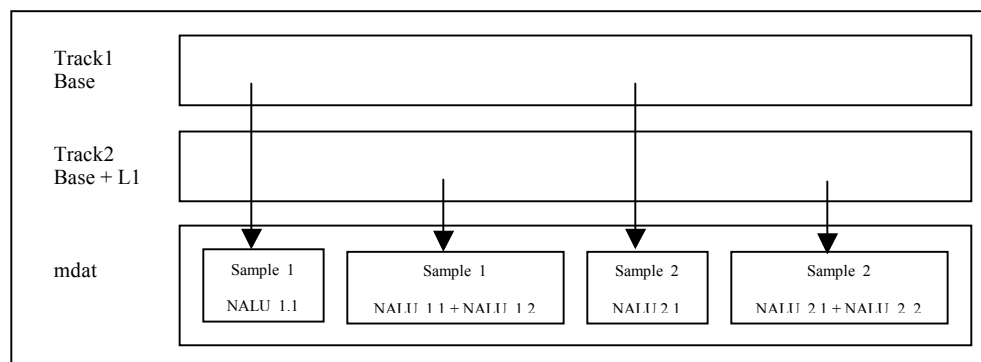 Track1
Base
Track2
Base + L1
mdat
Sample 1
NALU 1.1
Sample 1
NALU 1.1 + NALU 1.2
Sample 2
NALU 2.1
Sample 2
NALU 2.1 + NALU 2.2